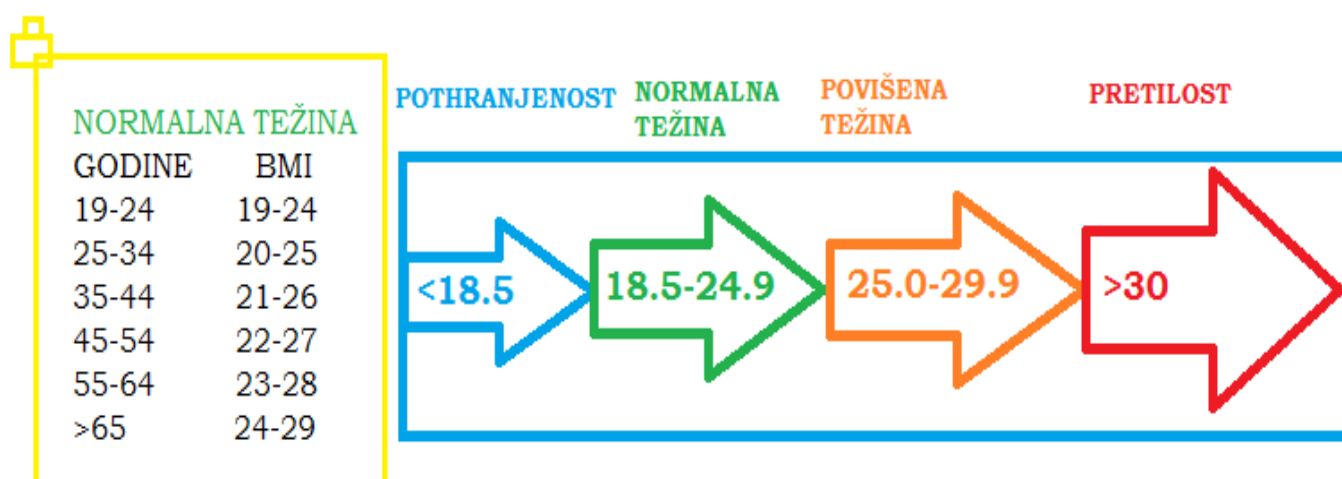 NORMALNA TEŽINA
GODINE BMI
19-24 19-24
25-34 20-25
35-44 21-26
45-54 22-27
55-64 23-28
>65 24-29
POTHRANJENOST
NORMALNA
TEŽINA
POVIŠENA
TEŽINA
PRETILOST
<18.5
18.5-24.9
25.0-29.9
>30